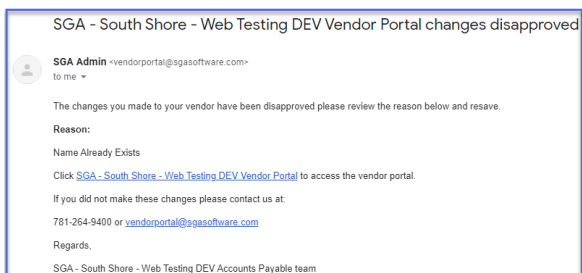 SGA - South Shore - Web Testing DEV Vendor Portal changes disapproved
SGA Admin <vendorportal@sgasoftware.com>
to me
The changes you made to your vendor have been disapproved please review the reason below and resave.
Reason:
Name Already Exists
Click SGA - South Shore - Web Testing DEV Vendor Portal to access the vendor portal.
If you did not make these changes please contact us at:
781-264-9400 or vendorportal@sgasoftware.com
Regards,
SGA - South Shore - Web Testing DEV Accounts Payable team